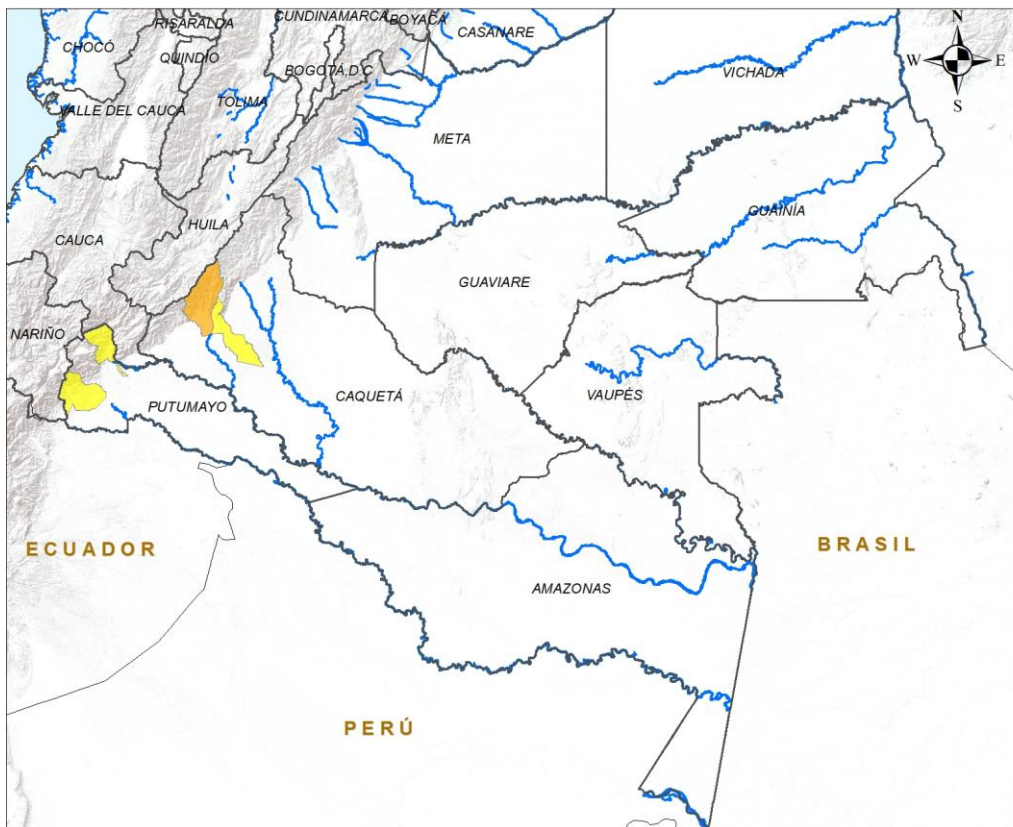 RISARALDA
CUNDINAMARCA
BOYACÁ
CASANARE
CHOCÓ
QUINDIO
BOGOTÁ,D.C
VICHADA
N
W
E
S
VALLE DEL CAUCA
TOLIMA
META
HUILA
GUAINÍA
CAUCA
GUAVIARE
NARIÑO
CAQUETÁ
VAUPÉS
PUTUMAYO
ECUADOR
BRASIL
AMAZONAS
PERÚ